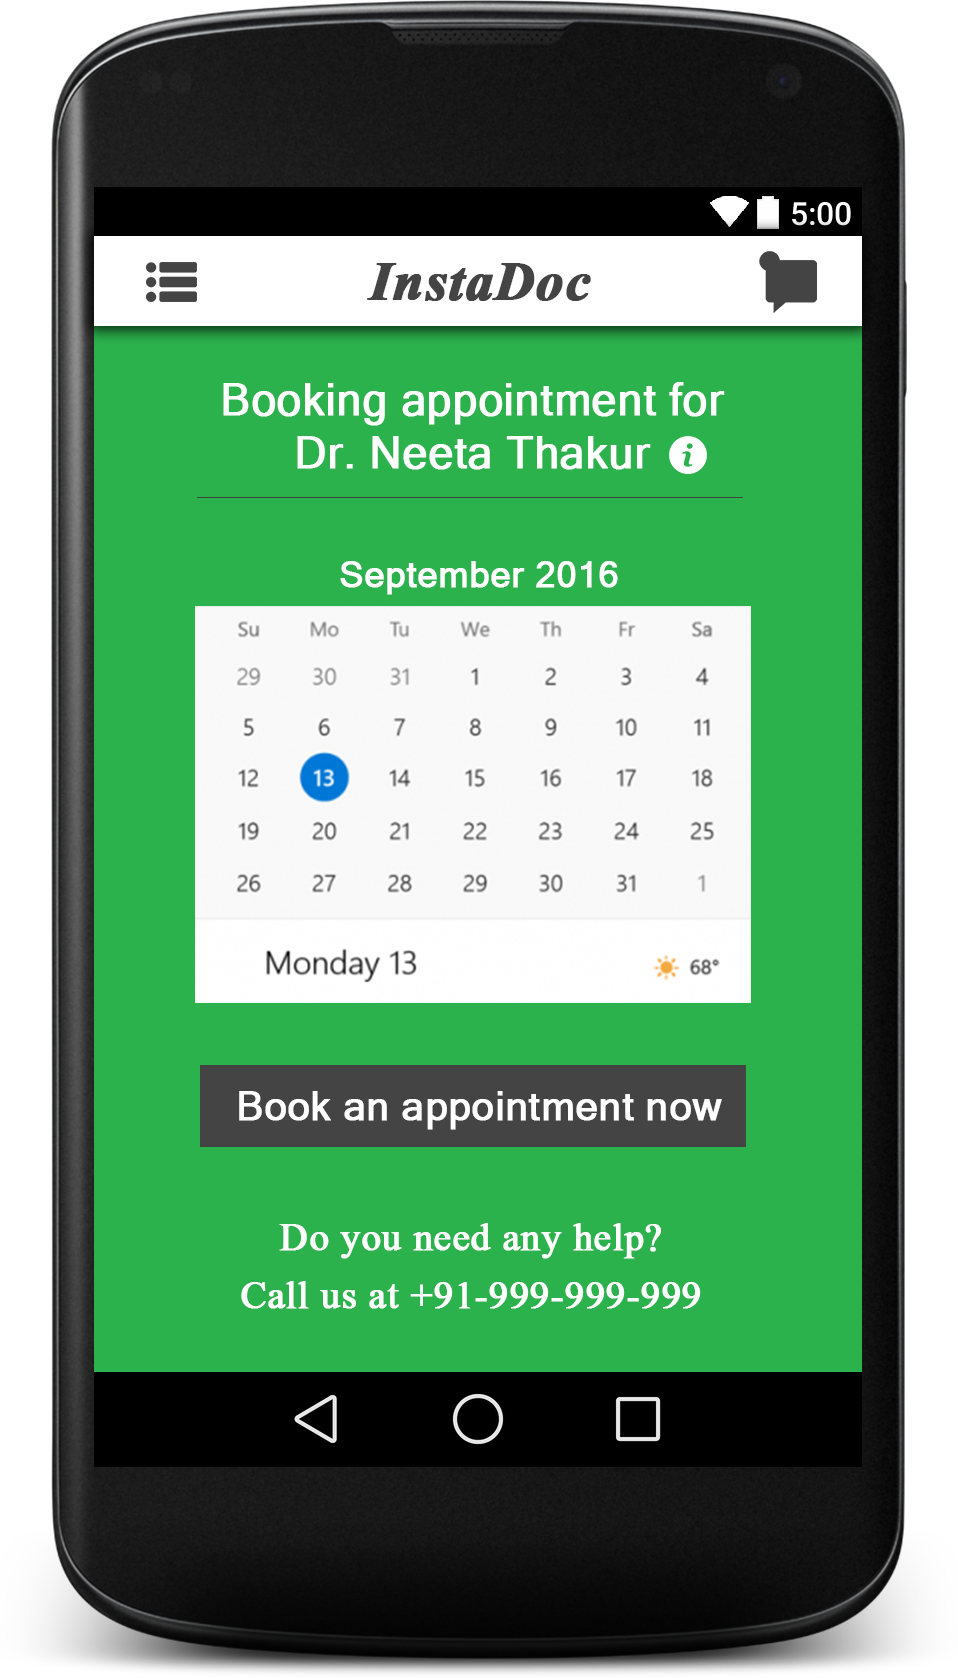 5:00
InstaDoc
Booking appointment for
Dr. Neeta Thakur i
September 2016
Su Mo Tu We Th Fr Sa
29 30 31 1 2 3 4
5 6 7 8 9 10 11
12 13 14 15 16 17 18
19 20 21 22 23 24 25
26 27 28 29 30 31 1
Monday 13 68°
Book an appointment now
Do you need any help?
Call us at +91-999-999-999